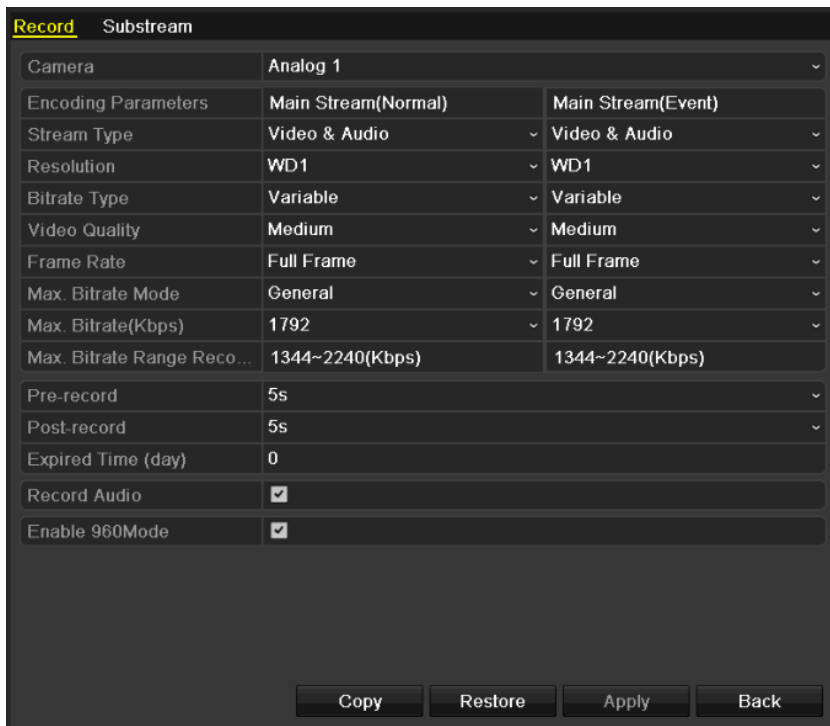 Record Substream
Camera Analog 1
Encoding Parameters Main Stream(Normal) Main Stream(Event)
Stream Type Video & Audio Video & Audio
Resolution WD1 WD1
Bitrate Type Variable Variable
Video Quality Medium Medium
Frame Rate Full Frame Full Frame
Max. Bitrate Mode General General
Max. Bitrate(Kbps) 1792 1792
Max. Bitrate Range Reco... 1344~2240(Kbps) 1344~2240(Kbps)
Pre-record 5s
Post-record 5s
Expired Time (day) 0
Record Audio
Enable 960Mode
Copy Restore Apply Back